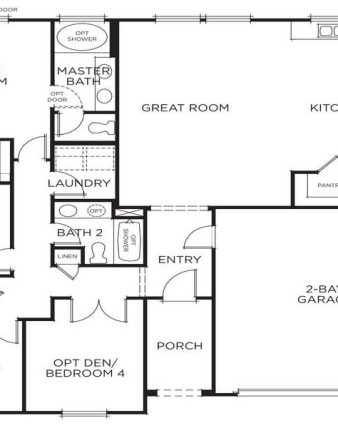 DOOR
OPT
SHOWER
M
MASTER
BATH
OPT
DOOR
GREAT ROOM
KITC
LAUNDRY
PANT
OPT
BATH 2
OPT
SHOWER
LINEN
ENTRY
2-BAY
GARAG
PORCH
OPT DEN/
BEDROOM 4